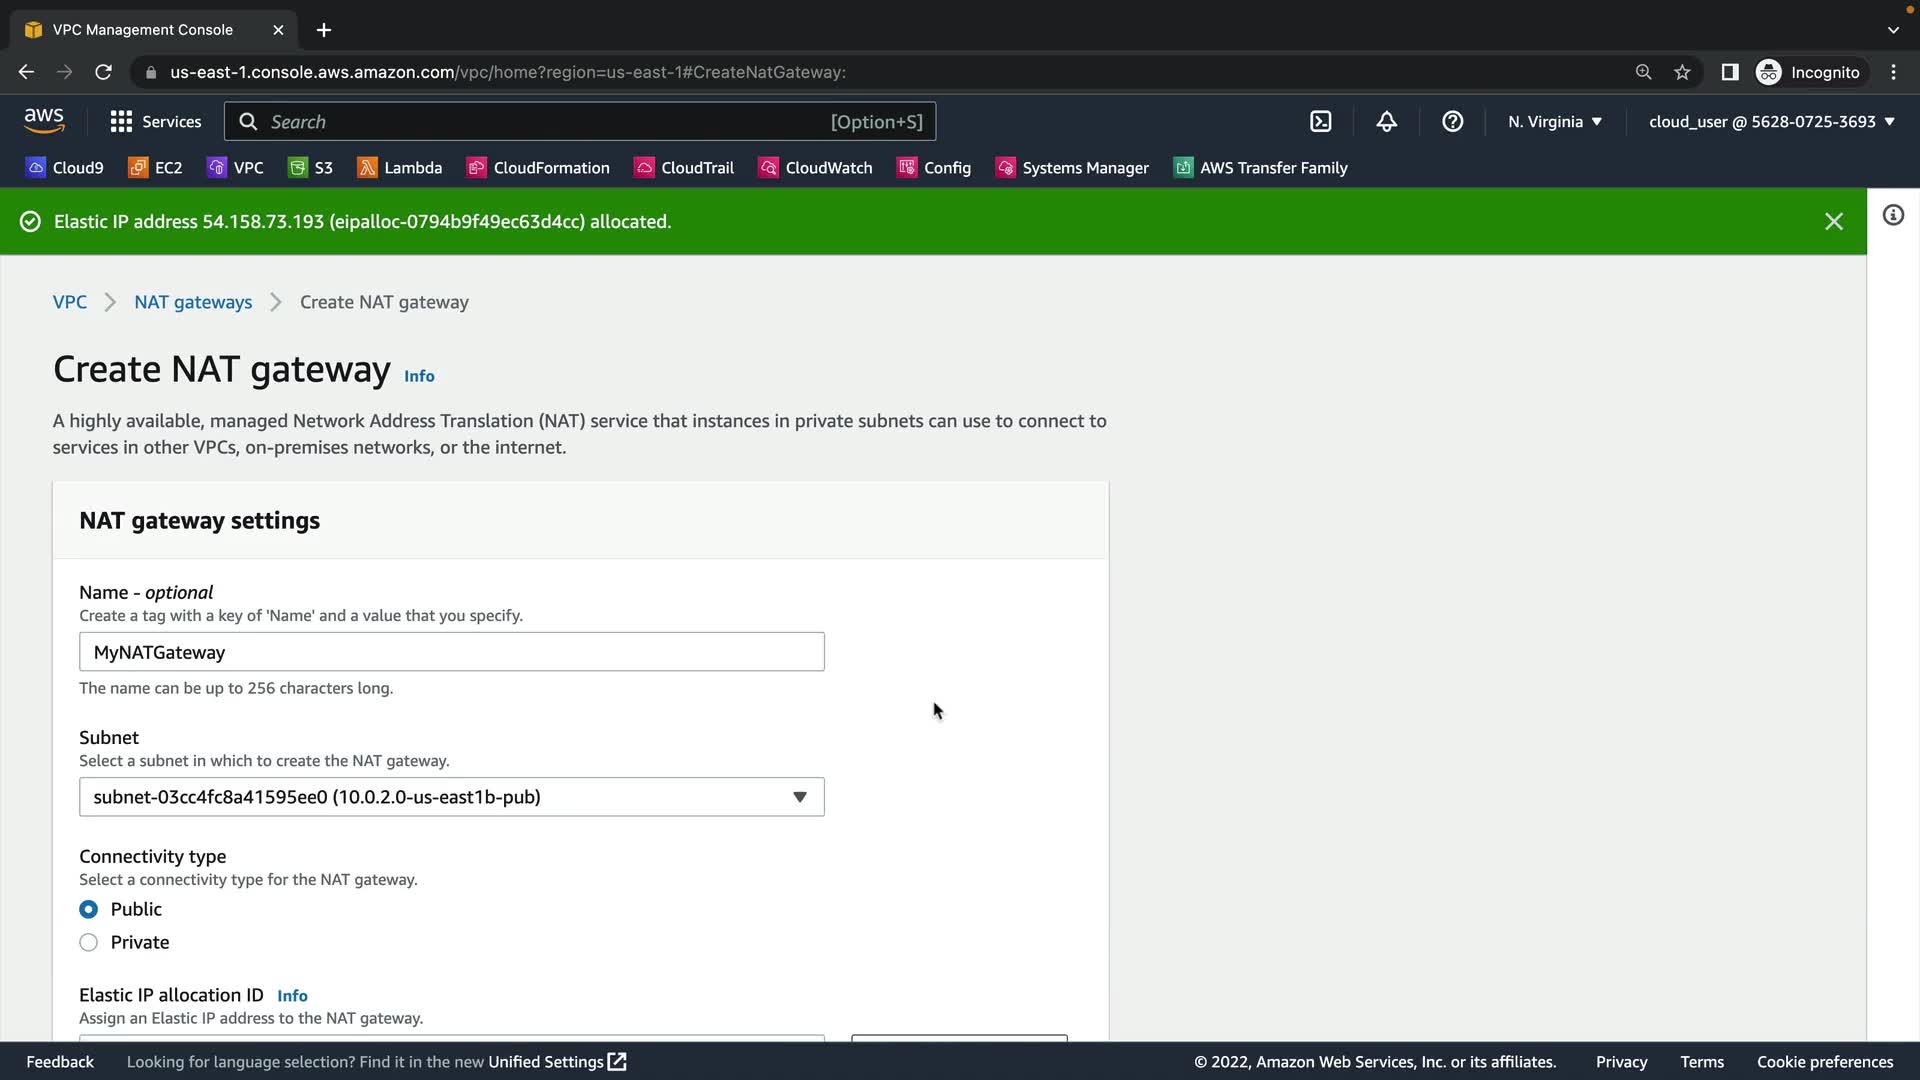 VPC Management Console
us-east-1.console.aws.amazon.com/vpc/home?region=us-east-1#CreateNatGateway:
Incognito
aws
Services
Search
[Option+S]
N. Virginia
cloud_user @ 5628-0725-3693
Cloud9
EC2
VPC
S3
Lambda
CloudFormation
CloudTrail
CloudWatch
Config
Systems Manager
AWS Transfer Family
Elastic IP address 54.158.73.193 (eipalloc-0794b9f49ec63d4cc) allocated.
VPC
NAT gateways
Create NAT gateway
Create NAT gateway Info
A highly available, managed Network Address Translation (NAT) service that instances in private subnets can use to connect to
services in other VPCs, on-premises networks, or the internet.
NAT gateway settings
Name - optional
Create a tag with a key of 'Name' and a value that you specify.
MyNATGateway
The name can be up to 256 characters long.
Subnet
Select a subnet in which to create the NAT gateway.
subnet-03cc4fc8a41595ee0 (10.0.2.0-us-east1b-pub)
Connectivity type
Select a connectivity type for the NAT gateway.
Public
Private
Elastic IP allocation ID Info
Assign an Elastic IP address to the NAT gateway.
Feedback
Looking for language selection? Find it in the new Unified Settings
© 2022, Amazon Web Services, Inc. or its affiliates.
Privacy
Terms
Cookie preferences